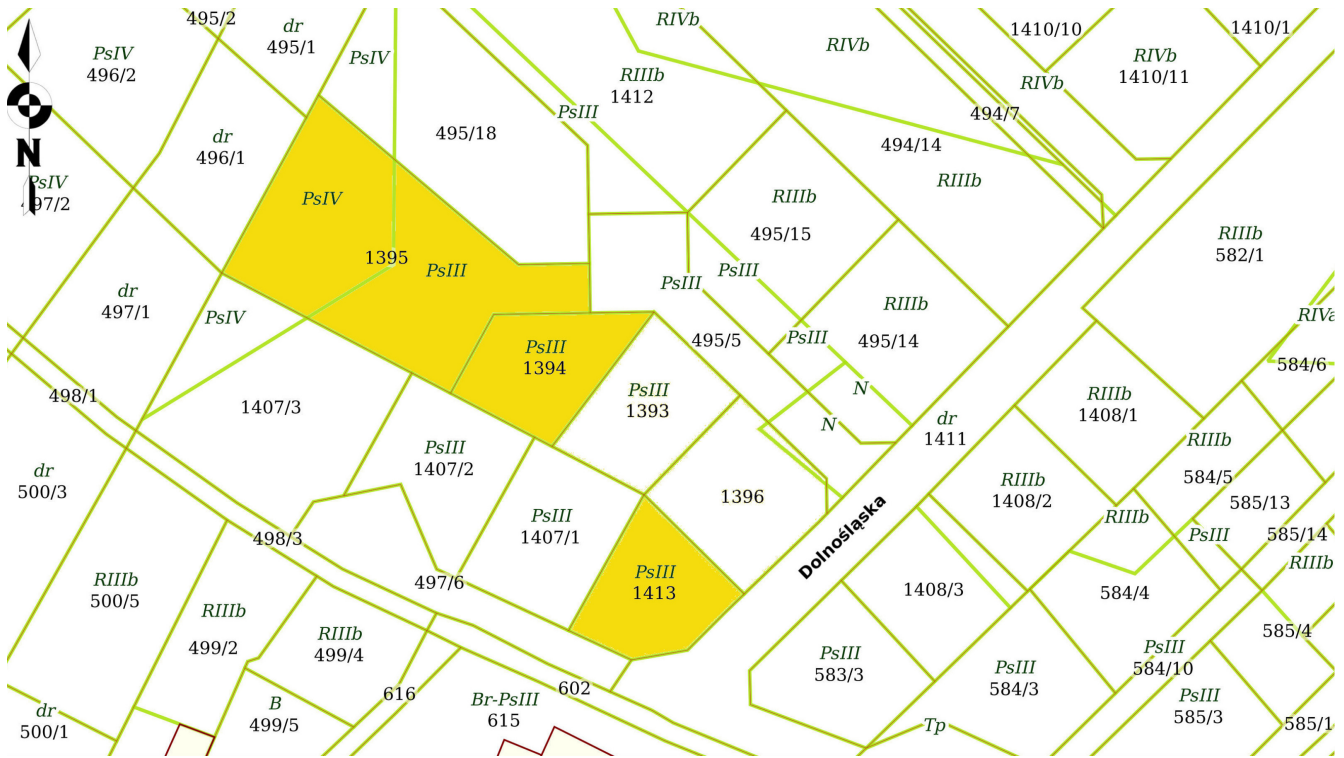 495/2
dr
495/1
PsIV
496/2
PsIV
RIVb
RIVb
1410/10
1410/1
RIVb
1410/11
RIIIb
1412
RIVb
PsIII
494/7
495/18
494/14
RIIIb
dr
496/1
N
PsIV
497/2
PsIV
RIIIb
495/15
RIIIb
582/1
1395
PsIII
PsIII
PsIII
dr
497/1
PsIV
RIIIb
495/14
RIVa
PsIII
1394
495/5
PsIII
584/6
498/1
1407/3
PsIII
1393
N
N
dr
1411
RIIIb
1408/1
PsIII
1407/2
RIIIb
584/5
dr
500/3
1396
RIIIb
1408/2
585/13
PsIII
1407/1
RIIIb
PsIII
585/14
Dolnośląska
498/3
497/6
RIIIb
RIIIb
500/5
PsIII
1413
1408/3
584/4
RIIIb
499/2
RIIIb
499/4
585/4
PsIII
583/3
PsIII
584/3
PsIII
584/10
616
602
PsIII
585/3
dr
500/1
B
499/5
Br-PsIII
615
Tp
585/1